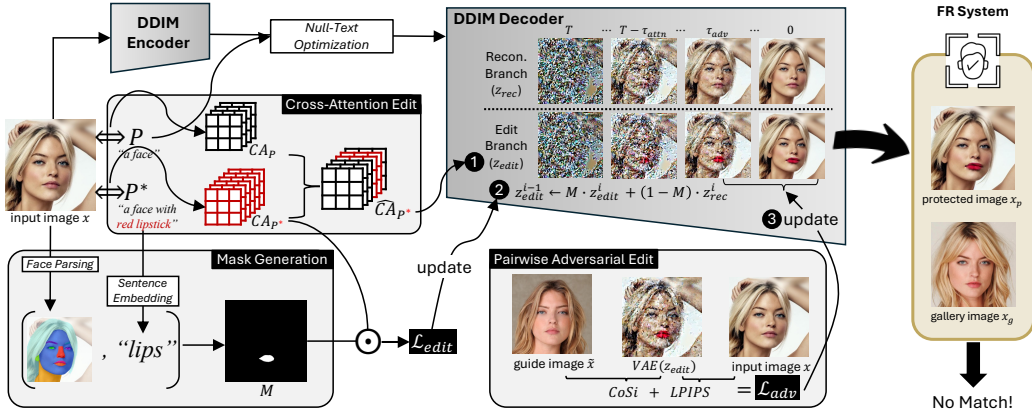 DDIM
Encoder
Null-Text
Optimization
DDIM Decoder
T ... T − τ_attn ... τ_adv ... 0
Recon.
Branch
(z_rec)
Edit
Branch
(z_edit)
1
2 z_edit^{i−1} ← M · z_edit^i + (1 − M) · z_rec^i
3 update
FR System
protected image x_p
gallery image x_g
No Match!
Cross-Attention Edit
P
"a face"
CA_P
P*
"a face with
red lipstick"
CA_P*
\widehat{CA}_P*
input image x
Mask Generation
Face Parsing
Sentence
Embedding
, "lips"
M
ℒ_edit
update
Pairwise Adversarial Edit
guide image x̃
VAE(z_edit)
input image x
CoSi + LPIPS = ℒ_adv